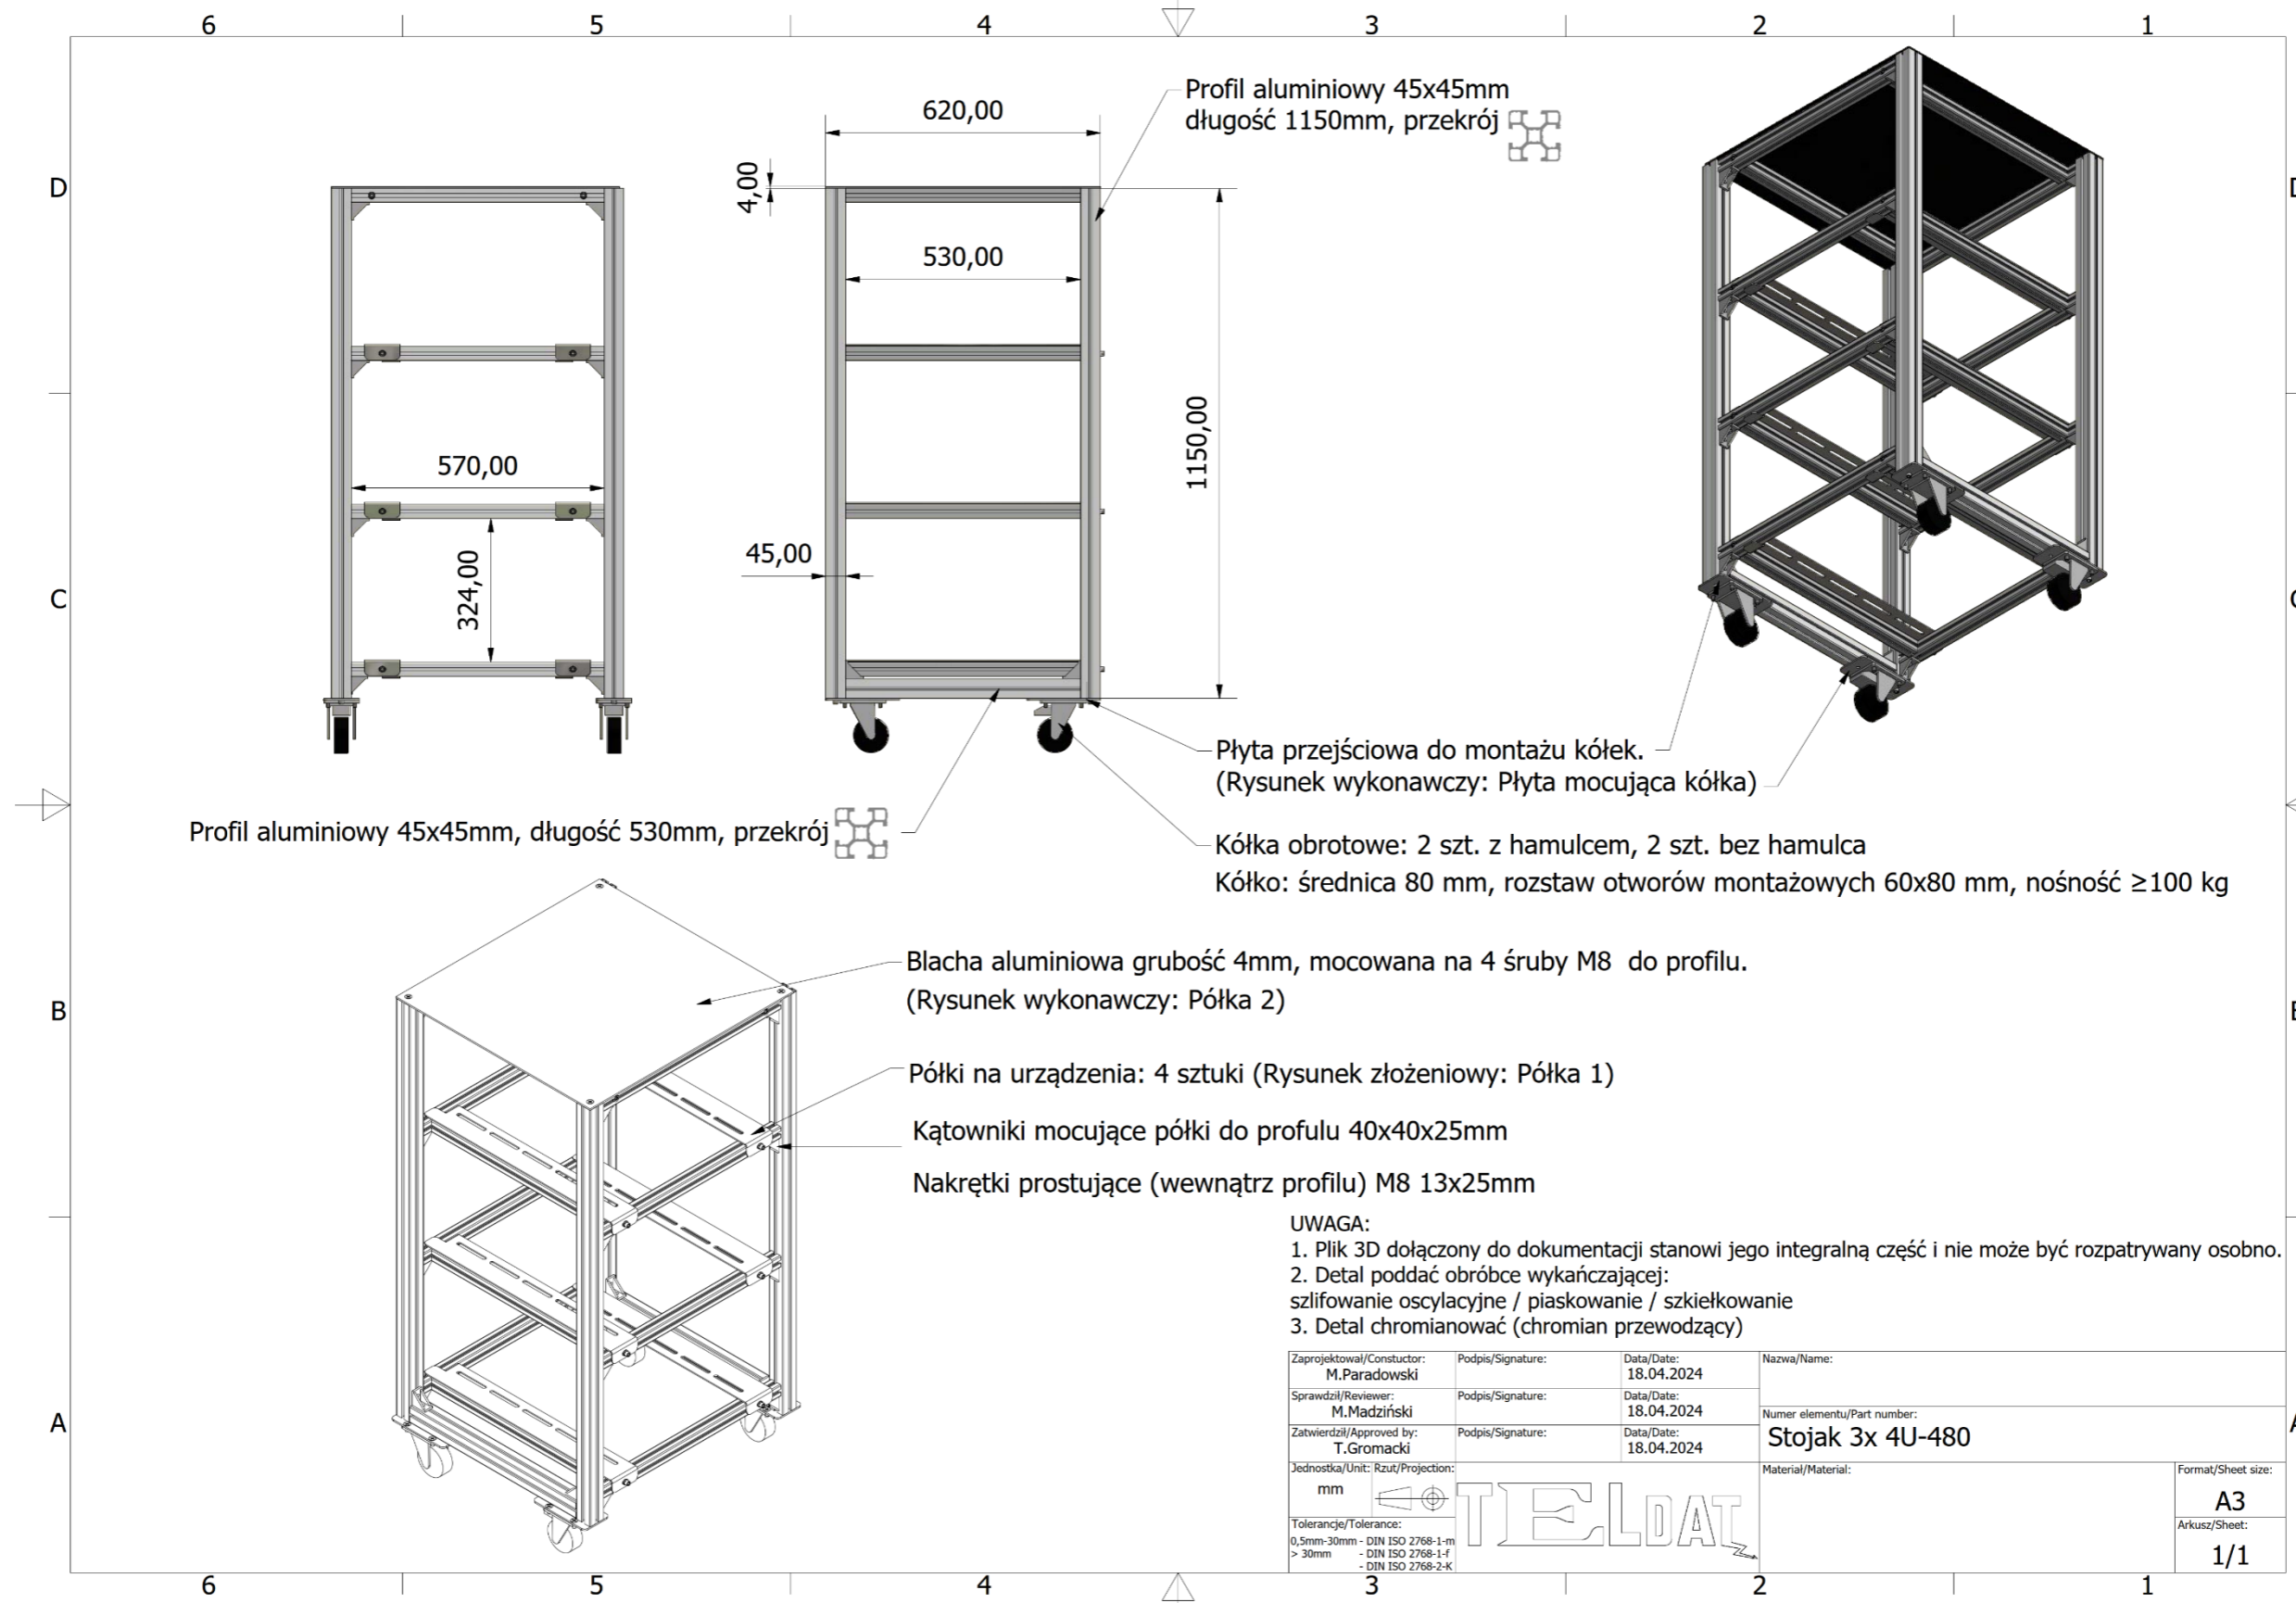 6 5 4 3 2 1
Profil aluminiowy 45x45mm
długość 1150mm, przekrój
620,00
4,00
D
530,00
1150,00
570,00
45,00
324,00
C
Płyta przejściowa do montażu kółek.
(Rysunek wykonawczy: Płyta mocująca kółka)
Profil aluminiowy 45x45mm, długość 530mm, przekrój
Kółka obrotowe: 2 szt. z hamulcem, 2 szt. bez hamulca
Kółko: średnica 80 mm, rozstaw otworów montażowych 60x80 mm, nośność ≥100 kg
Blacha aluminiowa grubość 4mm, mocowana na 4 śruby M8 do profilu.
(Rysunek wykonawczy: Półka 2)
B
Półki na urządzenia: 4 sztuki (Rysunek złożeniowy: Półka 1)
Kątowniki mocujące półki do profulu 40x40x25mm
Nakrętki prostujące (wewnątrz profilu) M8 13x25mm
UWAGA:
1. Plik 3D dołączony do dokumentacji stanowi jego integralną część i nie może być rozpatrywany osobno.
2. Detal poddać obróbce wykańczającej:
szlifowanie oscylacyjne / piaskowanie / szkiełkowanie
3. Detal chromianować (chromian przewodzący)
A
Zaprojektował/Constuctor: Podpis/Signature: Data/Date: Nazwa/Name:
M.Paradowski 18.04.2024
Sprawdził/Reviewer: Podpis/Signature: Data/Date:
M.Madziński 18.04.2024
Numer elementu/Part number:
Zatwierdził/Approved by: Podpis/Signature: Data/Date:
T.Gromacki 18.04.2024
Stojak 3x 4U-480
Jednostka/Unit: Rzut/Projection: Materiał/Material: Format/Sheet size:
mm
A3
TELDAT
Tolerancje/Tolerance: Arkusz/Sheet:
0,5mm-30mm - DIN ISO 2768-1-m
> 30mm - DIN ISO 2768-1-f
- DIN ISO 2768-2-K
1/1
6 5 4 3 2 1